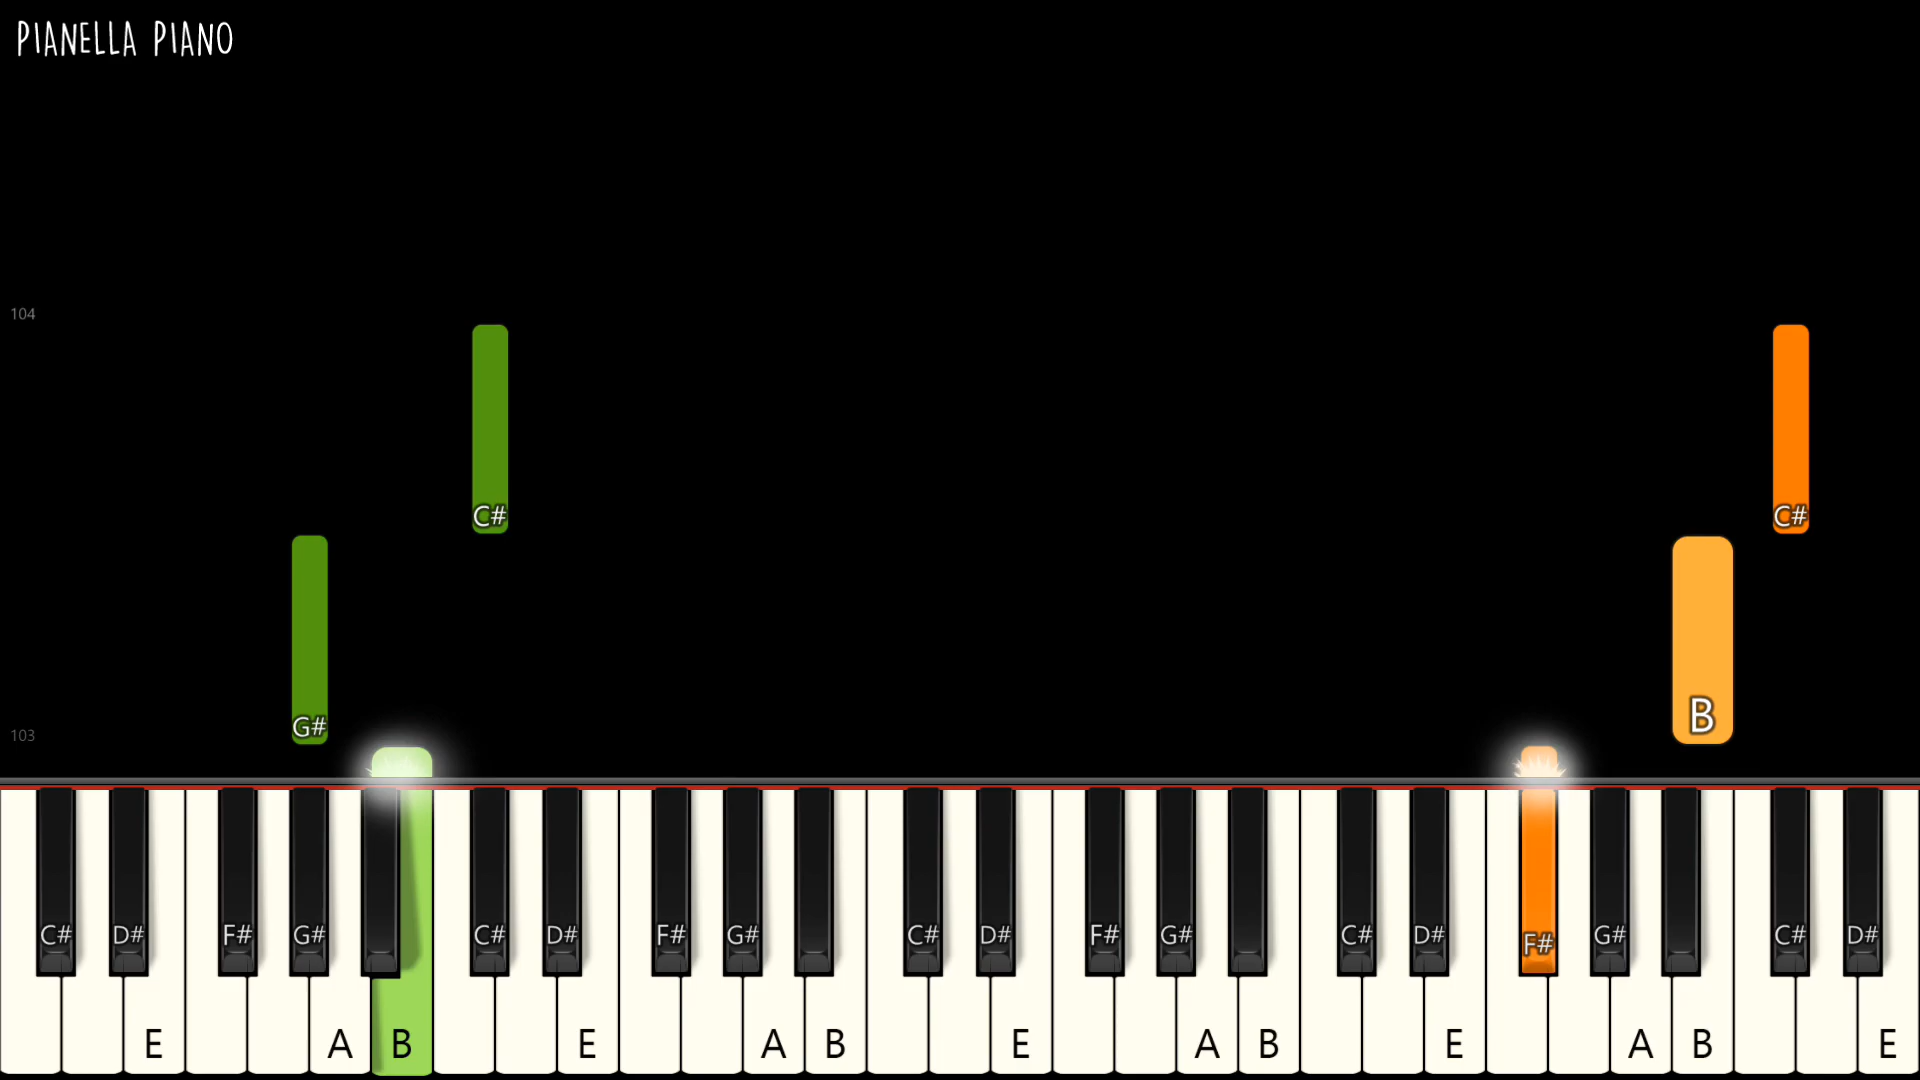 PIANELLA PIANO
104
C# C#
G# B
103
C# D# F# G# C# D# F# G# C# D# F# G# C# D# F# G# C# D#
E A B E A B E A B E A B E